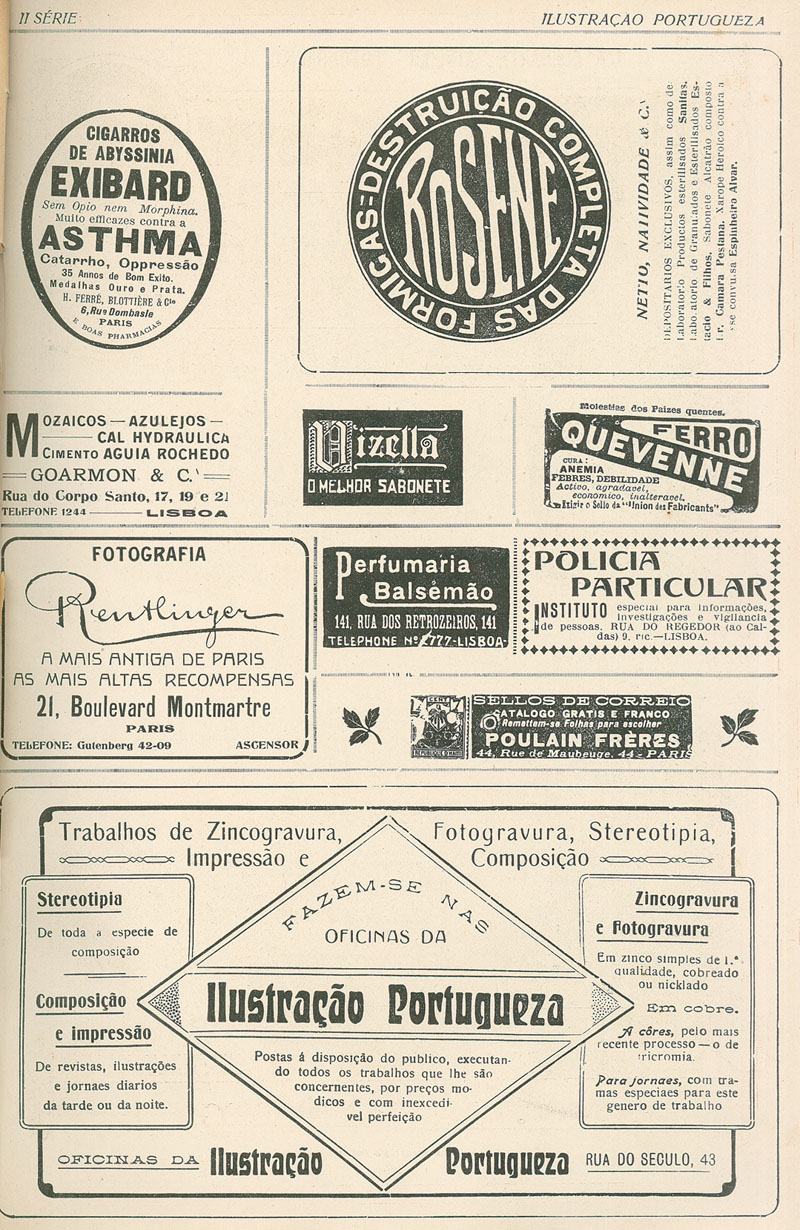 II SÉRIE
ILUSTRAÇÃO PORTUGUEZA
CIGARROS
DE ABYSSINIA
EXIBARD
Sem Opio nem Morphina.
Muito efficazes contra a
ASTHMA
Catarrho, Oppressão
35 Annos de Bom Exito.
Medalhas Ouro e Prata.
H. FERRÉ, BLOTTIÈRE & Cie
6, Rue Dombasle
PARIS
E BOAS PHARMACIAS
DESTRUIÇÃO COMPLETA DAS FORMIGAS
ROSENE
NETTO, NATIVIDADE & C.ª
DEPOSITARIOS EXCLUSIVOS, assim como de
Laboratorio Productos esterilisados Sanitas,
Laboratorio de Granulados e Esterilisados Es-
tacio & Filhos, Sabonete Alcatrão composto
Dr. Camara Pestana, Xarope Heroico contra a
Espinheiro Alvar.
MOZAICOS — AZULEJOS —
CAL HYDRAULICA
CIMENTO AGUIA ROCHEDO
GOARMON & C.ª
Rua do Corpo Santo, 17, 19 e 21
TELEFONE 1244 LISBOA
Vizella
O MELHOR SABONETE
Molestias dos Paizes quentes.
FERRO
QUEVENNE
CURA:
ANEMIA
FEBRES, DEBILIDADE
Activo, agradavel,
economico, inalteravel.
Exigir o Sello da "Union des Fabricants"
FOTOGRAFIA
Reutlinger
A MAIS ANTIGA DE PARIS
AS MAIS ALTAS RECOMPENSAS
21, Boulevard Montmartre
PARIS
TELEFONE: Gutenberg 42-09 ASCENSOR
Perfumaria
Balsemão
141, RUA DOS RETROZEIROS, 141
TELEPHONE Nº 2777-LISBOA
POLICIA
PARTICULAR
INSTITUTO especial para informações,
investigações e vigilancia
de pessoas. RUA DO REGEDOR (ao Cal-
das) 9, r/c.—LISBOA.
SELLOS DE CORREIO
CATALOGO GRATIS E FRANCO
Remettem-se Folhas para escolher
POULAIN FRÈRES
44, Rue de Maubeuge, 44 - PARIS
Trabalhos de Zincogravura, Fotogravura, Stereotipia,
Impressão e Composição
FAZEM-SE NAS
OFICINAS DA
Ilustração Portugueza
Postas á disposição do publico, executan-
do todos os trabalhos que lhe são
concernentes, por preços mo-
dicos e com inexcedi-
vel perfeição
Stereotipia
De toda a especie de
composição
Composição
e impressão
De revistas, ilustrações
e jornaes diarios
da tarde ou da noite.
Zincogravura
e Fotogravura
Em zinco simples de 1.ª
qualidade, cobreado
ou nicklado
Em cobre.
A côres, pelo mais
recente processo—o de
tricromia.
Para jornaes, com tra-
mas especiaes para este
genero de trabalho
OFICINAS DA Ilustração Portugueza RUA DO SECULO, 43